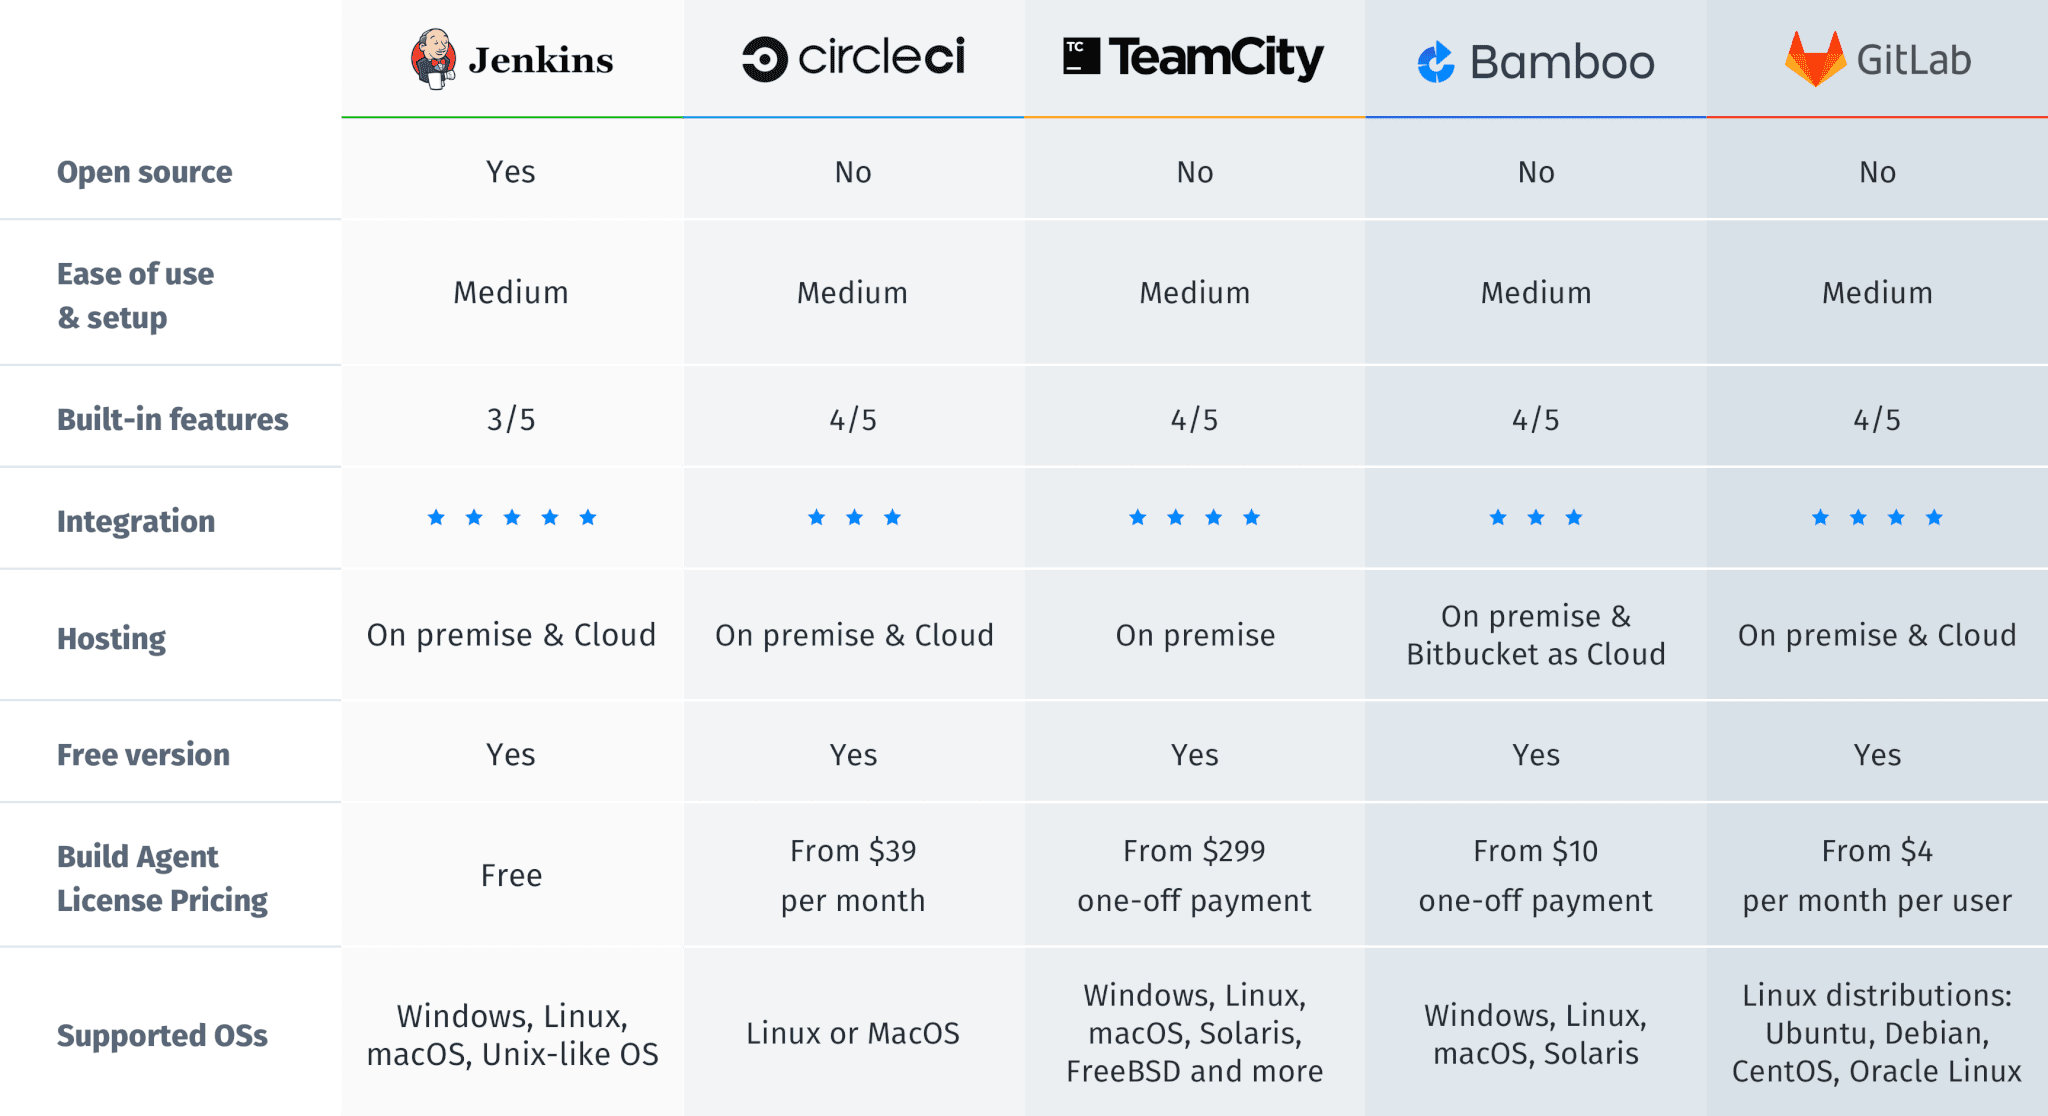 Jenkins circleci TC TeamCity Bamboo GitLab
Open source Yes No No No No
Ease of use
& setup Medium Medium Medium Medium Medium
Built-in features 3/5 4/5 4/5 4/5 4/5
Integration ★ ★ ★ ★ ★ ★ ★ ★ ★ ★ ★ ★ ★ ★ ★ ★ ★ ★ ★
Hosting On premise & Cloud On premise & Cloud On premise On premise &
Bitbucket as Cloud On premise & Cloud
Free version Yes Yes Yes Yes Yes
Build Agent
License Pricing Free From $39
per month From $299
one-off payment From $10
one-off payment From $4
per month per user
Supported OSs Windows, Linux,
macOS, Unix-like OS Linux or MacOS Windows, Linux,
macOS, Solaris,
FreeBSD and more Windows, Linux,
macOS, Solaris Linux distributions:
Ubuntu, Debian,
CentOS, Oracle Linux